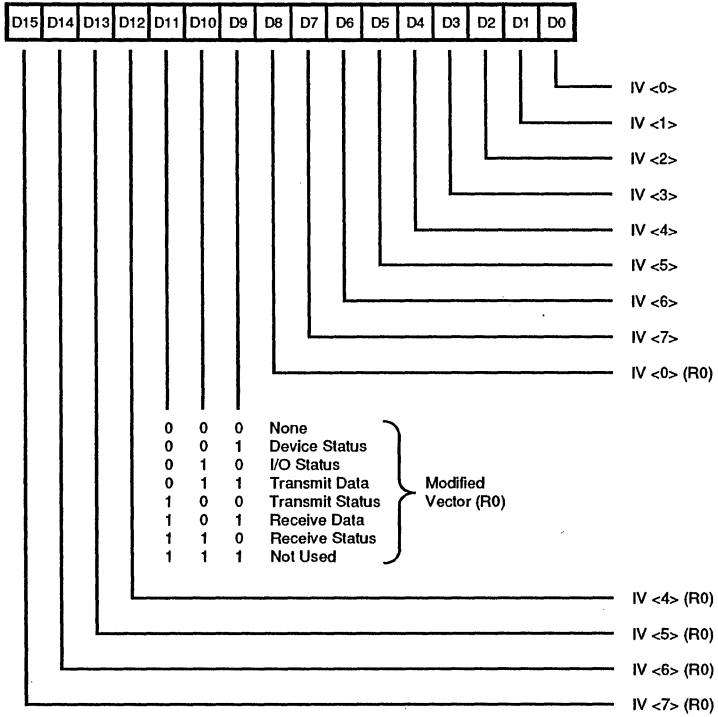 D15 D14 D13 D12 D11 D10 D9 D8 D7 D6 D5 D4 D3 D2 D1 D0
IV <0>
IV <1>
IV <2>
IV <3>
IV <4>
IV <5>
IV <6>
IV <7>
IV <0> (R0)
0 0 0 None
0 0 1 Device Status
0 1 0 I/O Status
0 1 1 Transmit Data
1 0 0 Transmit Status
1 0 1 Receive Data
1 1 0 Receive Status
1 1 1 Not Used
Modified
Vector (R0)
IV <4> (R0)
IV <5> (R0)
IV <6> (R0)
IV <7> (R0)